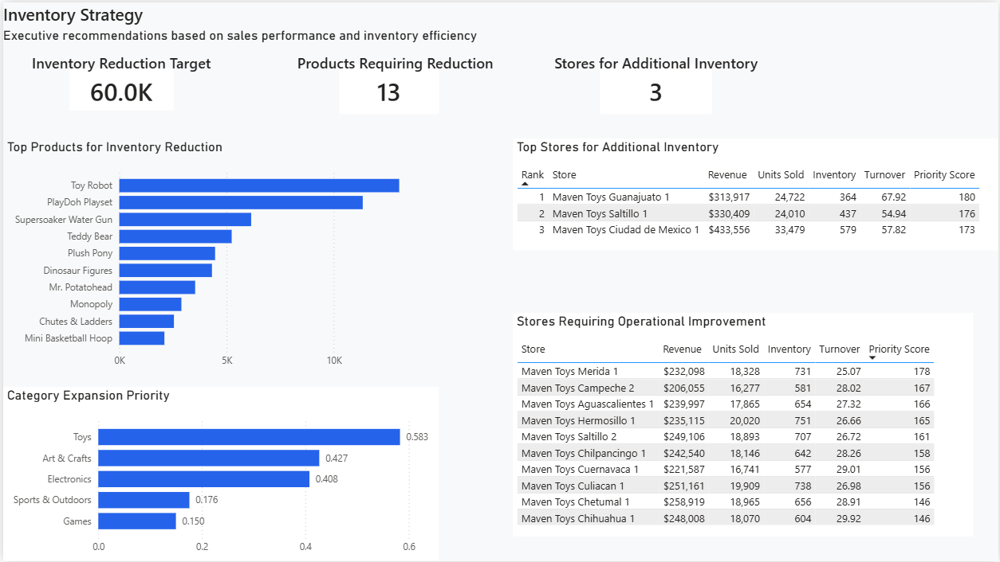 Inventory Strategy
Executive recommendations based on sales performance and inventory efficiency
Inventory Reduction Target
60.0K
Products Requiring Reduction
13
Stores for Additional Inventory
3
Top Products for Inventory Reduction
Toy Robot
PlayDoh Playset
Supersoaker Water Gun
Teddy Bear
Plush Pony
Dinosaur Figures
Mr. Potatohead
Monopoly
Chutes & Ladders
Mini Basketball Hoop
0K 5K 10K
Category Expansion Priority
Toys 0.583
Art & Crafts 0.427
Electronics 0.408
Sports & Outdoors 0.176
Games 0.150
0.0 0.2 0.4 0.6
Top Stores for Additional Inventory
Rank Store Revenue Units Sold Inventory Turnover Priority Score
1 Maven Toys Guanajuato 1 $313,917 24,722 364 67.92 180
2 Maven Toys Saltillo 1 $330,409 24,010 437 54.94 176
3 Maven Toys Ciudad de Mexico 1 $433,556 33,479 579 57.82 173
Stores Requiring Operational Improvement
Store Revenue Units Sold Inventory Turnover Priority Score
Maven Toys Merida 1 $232,098 18,328 731 25.07 178
Maven Toys Campeche 2 $206,055 16,277 581 28.02 167
Maven Toys Aguascalientes 1 $239,997 17,865 654 27.32 166
Maven Toys Hermosillo 1 $235,115 20,020 751 26.66 165
Maven Toys Saltillo 2 $249,106 18,893 707 26.72 161
Maven Toys Chilpancingo 1 $242,540 18,146 642 28.26 158
Maven Toys Cuernavaca 1 $221,587 16,741 577 29.01 156
Maven Toys Culiacan 1 $251,161 19,909 738 26.98 156
Maven Toys Chetumal 1 $258,919 18,965 656 28.91 146
Maven Toys Chihuahua 1 $248,008 18,070 604 29.92 146